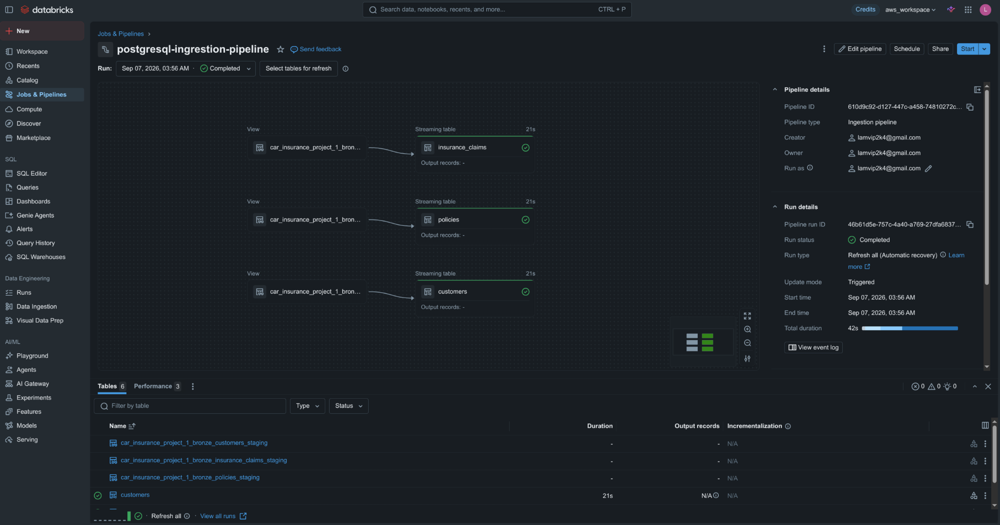 databricks
Search data, notebooks, recents, and more...
CTRL + P
Credits
aws_workspace
L
New
Workspace
Recents
Catalog
Jobs & Pipelines
Compute
Discover
Marketplace
SQL
SQL Editor
Queries
Dashboards
Genie Agents
Alerts
Query History
SQL Warehouses
Data Engineering
Runs
Data Ingestion
Visual Data Prep
AI/ML
Playground
Agents
AI Gateway
Experiments
Features
Models
Serving
Jobs & Pipelines ›
postgresql-ingrestion-pipeline
Send feedback
Edit pipeline
Schedule
Share
Start
Run:
Sep 07, 2026, 03:56 AM · Completed
Select tables for refresh
View
car_insurance_project_1_bron...
Streaming table 21s
insurance_claims
Output records: -
View
car_insurance_project_1_bron...
Streaming table 21s
policies
Output records: -
View
car_insurance_project_1_bron...
Streaming table 21s
customers
Output records: -
Pipeline details
Pipeline ID 610d9c92-d127-447c-a458-74810272c...
Pipeline type Ingestion pipeline
Creator lamvip2k4@gmail.com
Owner lamvip2k4@gmail.com
Run as lamvip2k4@gmail.com
Run details
Pipeline run ID 46b61d5e-757c-4a40-a769-27dfa6837...
Run status Completed
Run type Refresh all (Automatic recovery) Learn
more
Update mode Triggered
Start time Sep 07, 2026, 03:56 AM
End time Sep 07, 2026, 03:56 AM
Total duration 42s
View event log
Tables 6 Performance 3
0 0 0
Filter by table
Type
Status
Name Duration Output records Incrementalization
car_insurance_project_1_bronze_customers_staging - - N/A
car_insurance_project_1_bronze_insurance_claims_staging - - N/A
car_insurance_project_1_bronze_policies_staging - - N/A
customers 21s N/A N/A
· Refresh all · View all runs